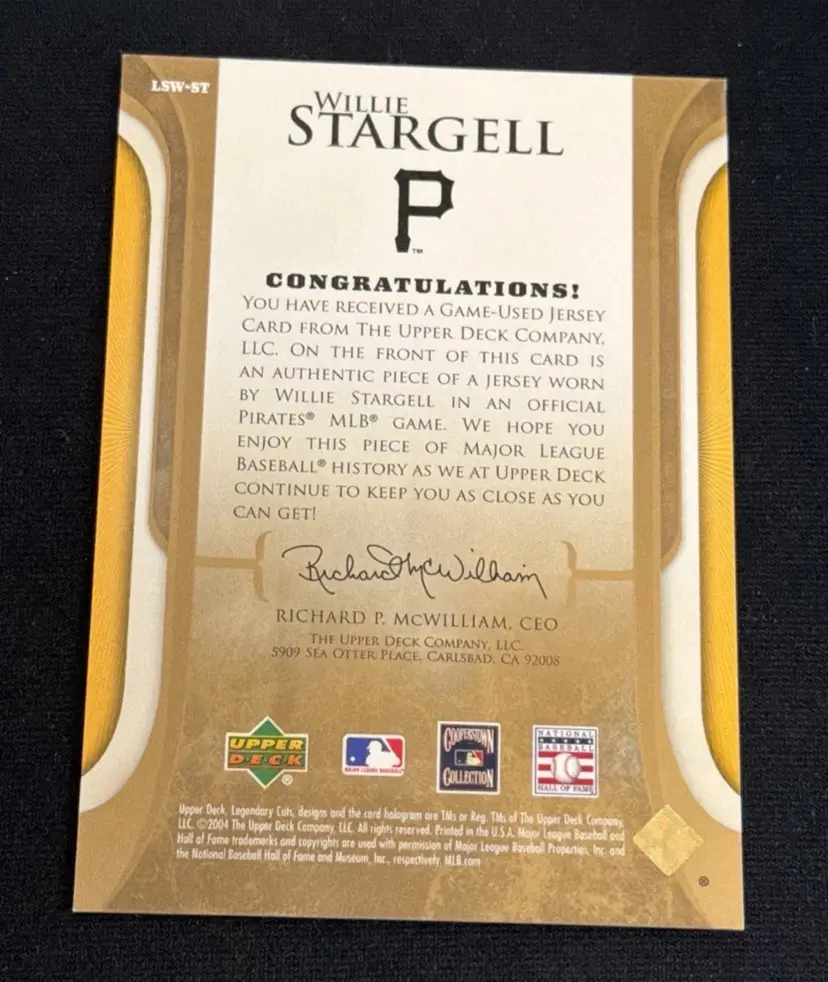 LSW-ST
WILLIE
STARGELL
P
™
CONGRATULATIONS!
YOU HAVE RECEIVED A GAME-USED JERSEY
CARD FROM THE UPPER DECK COMPANY,
LLC. ON THE FRONT OF THIS CARD IS
AN AUTHENTIC PIECE OF A JERSEY WORN
BY WILLIE STARGELL IN AN OFFICIAL
PIRATES® MLB® GAME. WE HOPE YOU
ENJOY THIS PIECE OF MAJOR LEAGUE
BASEBALL® HISTORY AS WE AT UPPER DECK
CONTINUE TO KEEP YOU AS CLOSE AS YOU
CAN GET!
Richard McWilliam
RICHARD P. MCWILLIAM, CEO
THE UPPER DECK COMPANY, LLC.
5909 SEA OTTER PLACE, CARLSBAD, CA 92008
UPPER
DECK
®
MAJOR LEAGUE BASEBALL
COOPERSTOWN
COLLECTION
NATIONAL
BASEBALL
HALL OF FAME
Upper Deck, Legendary Cuts, designs and the card hologram are TMs or Reg. TMs of The Upper Deck Company,
LLC. ©2004 The Upper Deck Company, LLC. All rights reserved. Printed in the U.S.A. Major League Baseball and
Hall of Fame trademarks and copyrights are used with permission of Major League Baseball Properties, Inc. and
the National Baseball Hall of Fame and Museum, Inc., respectively. MLB.com
®